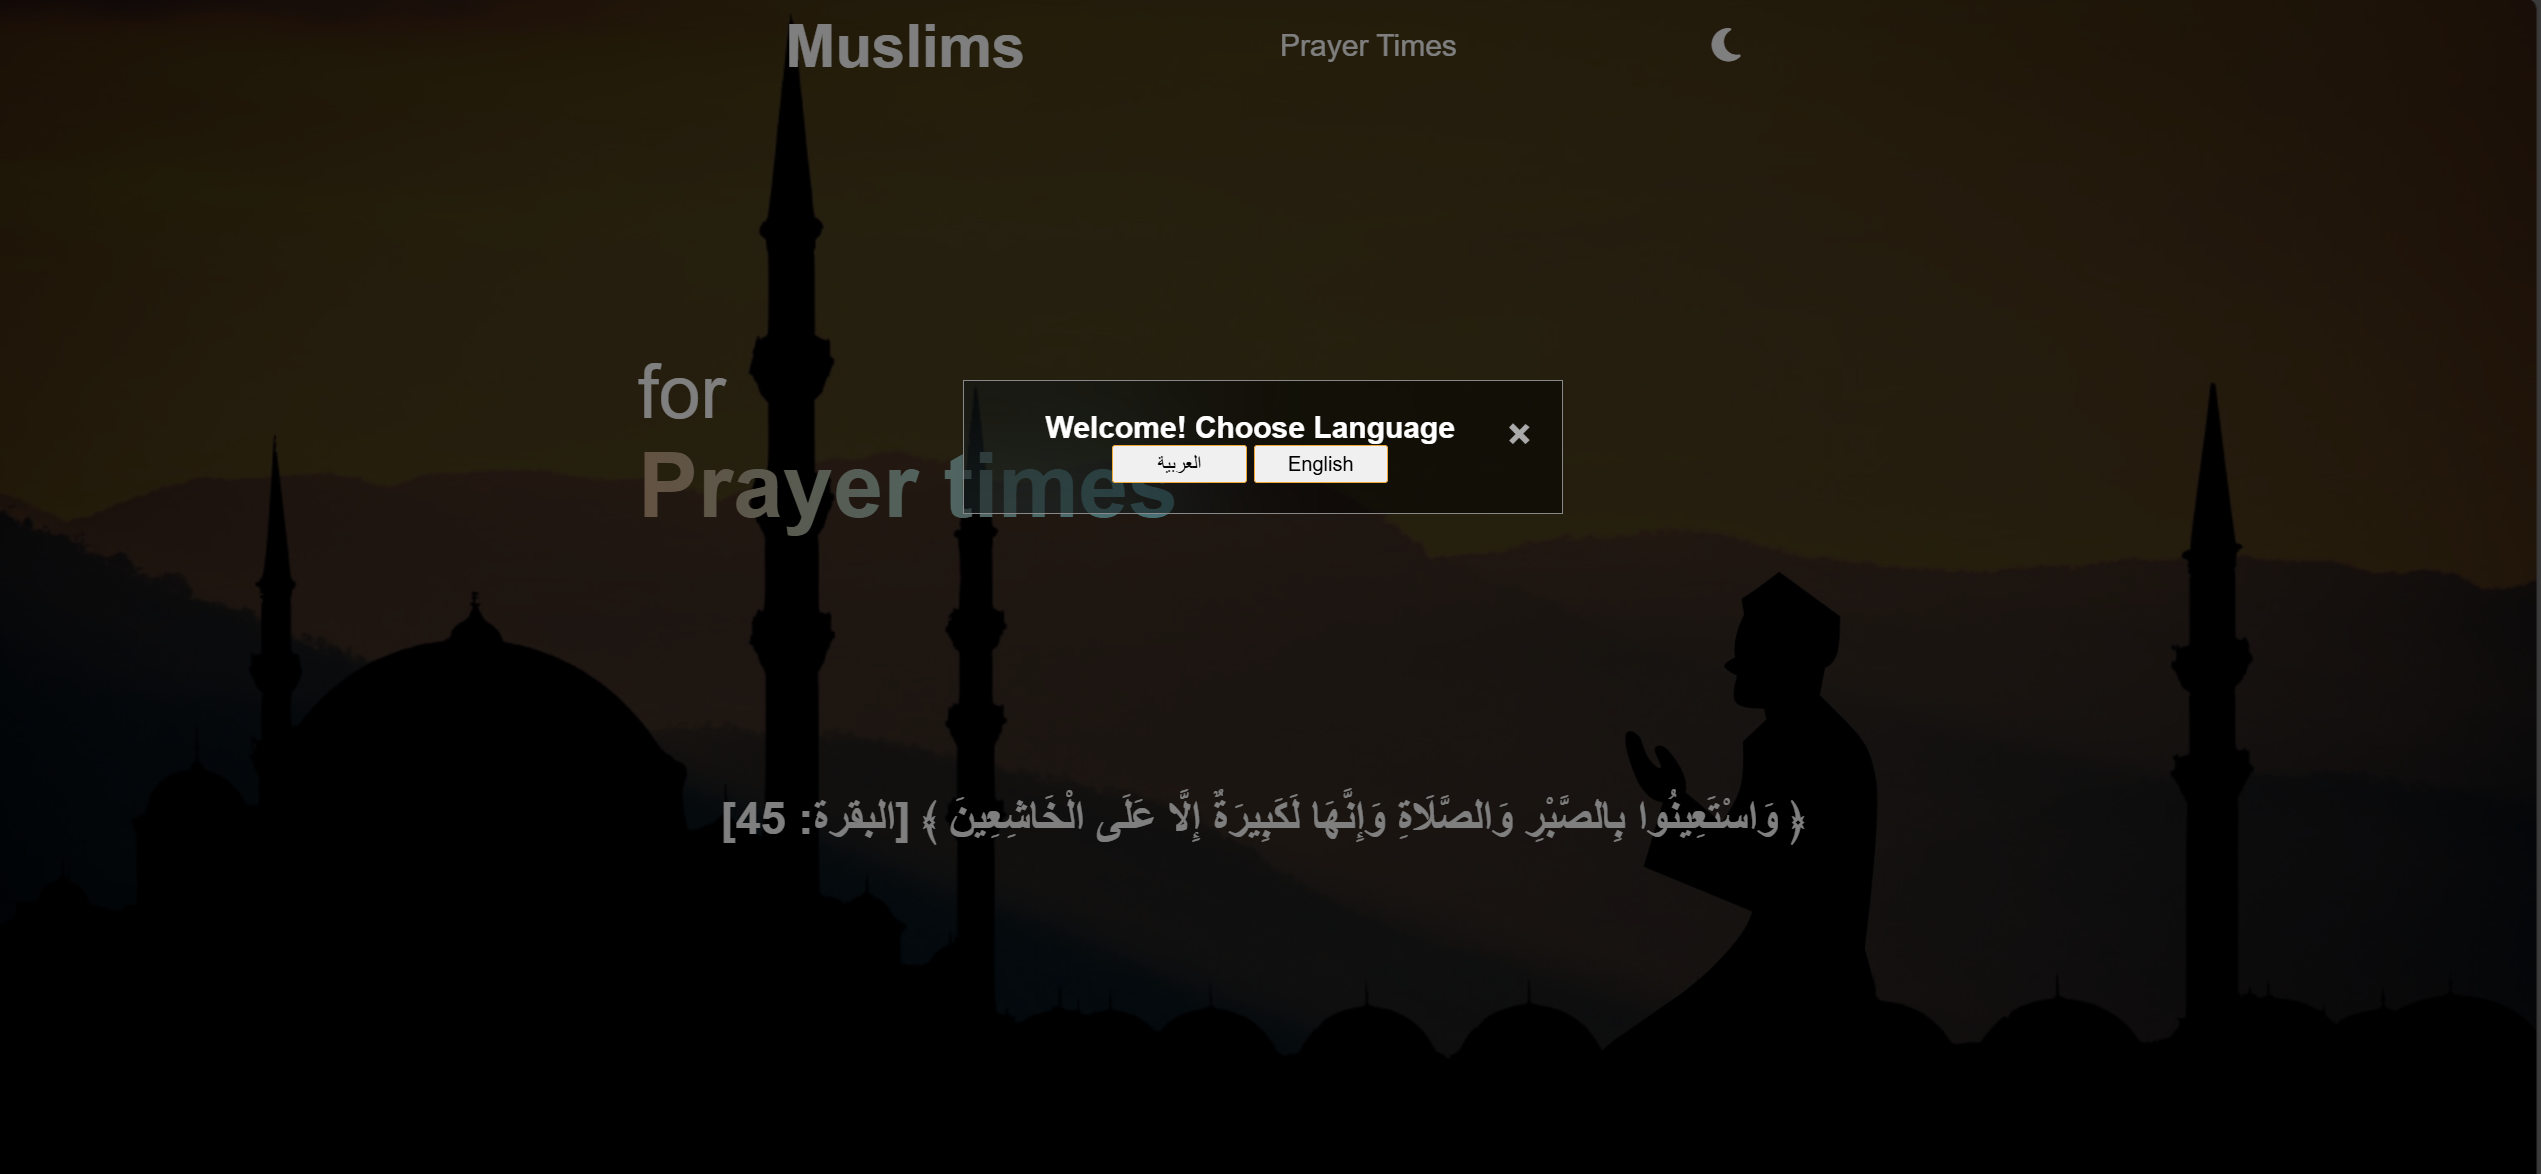 Muslims
Prayer Times
for
Prayer times
Welcome! Choose Language
×
العربية
English
﴿ وَاسْتَعِينُوا بِالصَّبْرِ وَالصَّلَاةِ وَإِنَّهَا لَكَبِيرَةٌ إِلَّا عَلَى الْخَاشِعِينَ ﴾ [البقرة: 45]